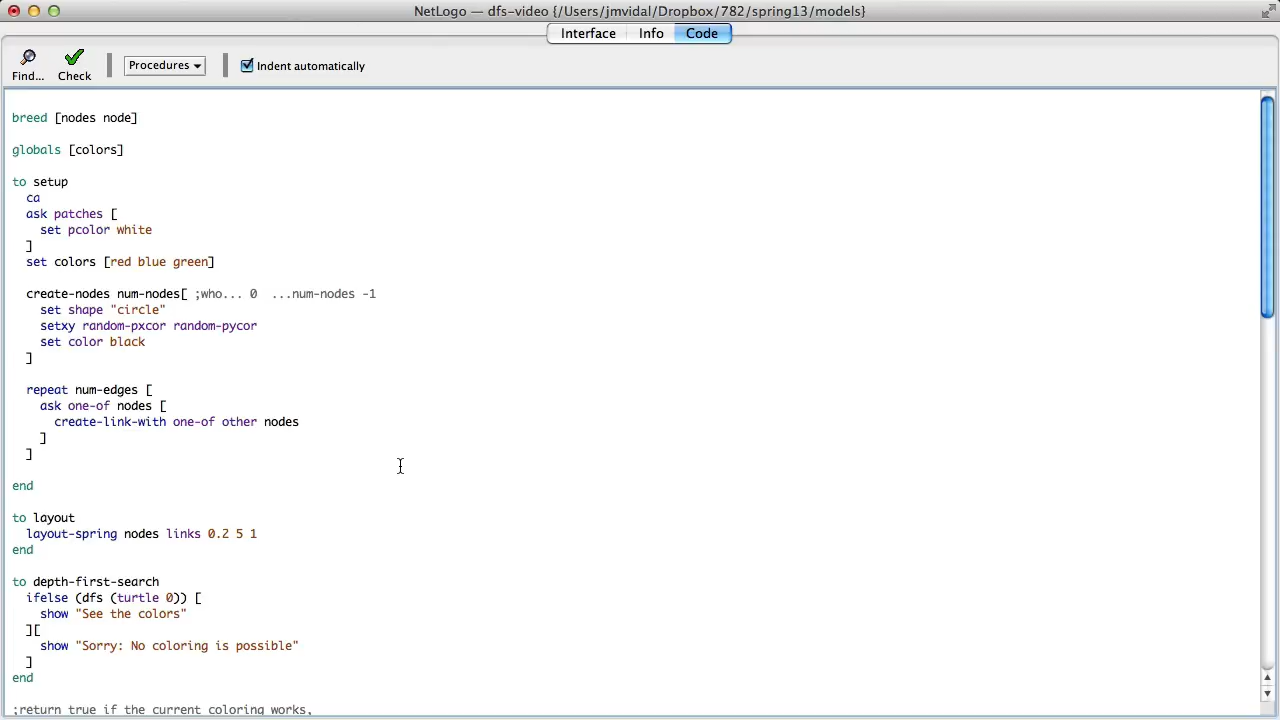 NetLogo — dfs-video {/Users/jmvidal/Dropbox/782/spring13/models}
Interface Info Code
Find... Check Procedures Indent automatically
breed [nodes node]
globals [colors]
to setup
ca
ask patches [
set pcolor white
]
set colors [red blue green]
create-nodes num-nodes[ ;who... 0 ...num-nodes -1
set shape "circle"
setxy random-pxcor random-pycor
set color black
]
repeat num-edges [
ask one-of nodes [
create-link-with one-of other nodes
]
]
end
to layout
layout-spring nodes links 0.2 5 1
end
to depth-first-search
ifelse (dfs (turtle 0)) [
show "See the colors"
][
show "Sorry: No coloring is possible"
]
end
;return true if the current coloring works,